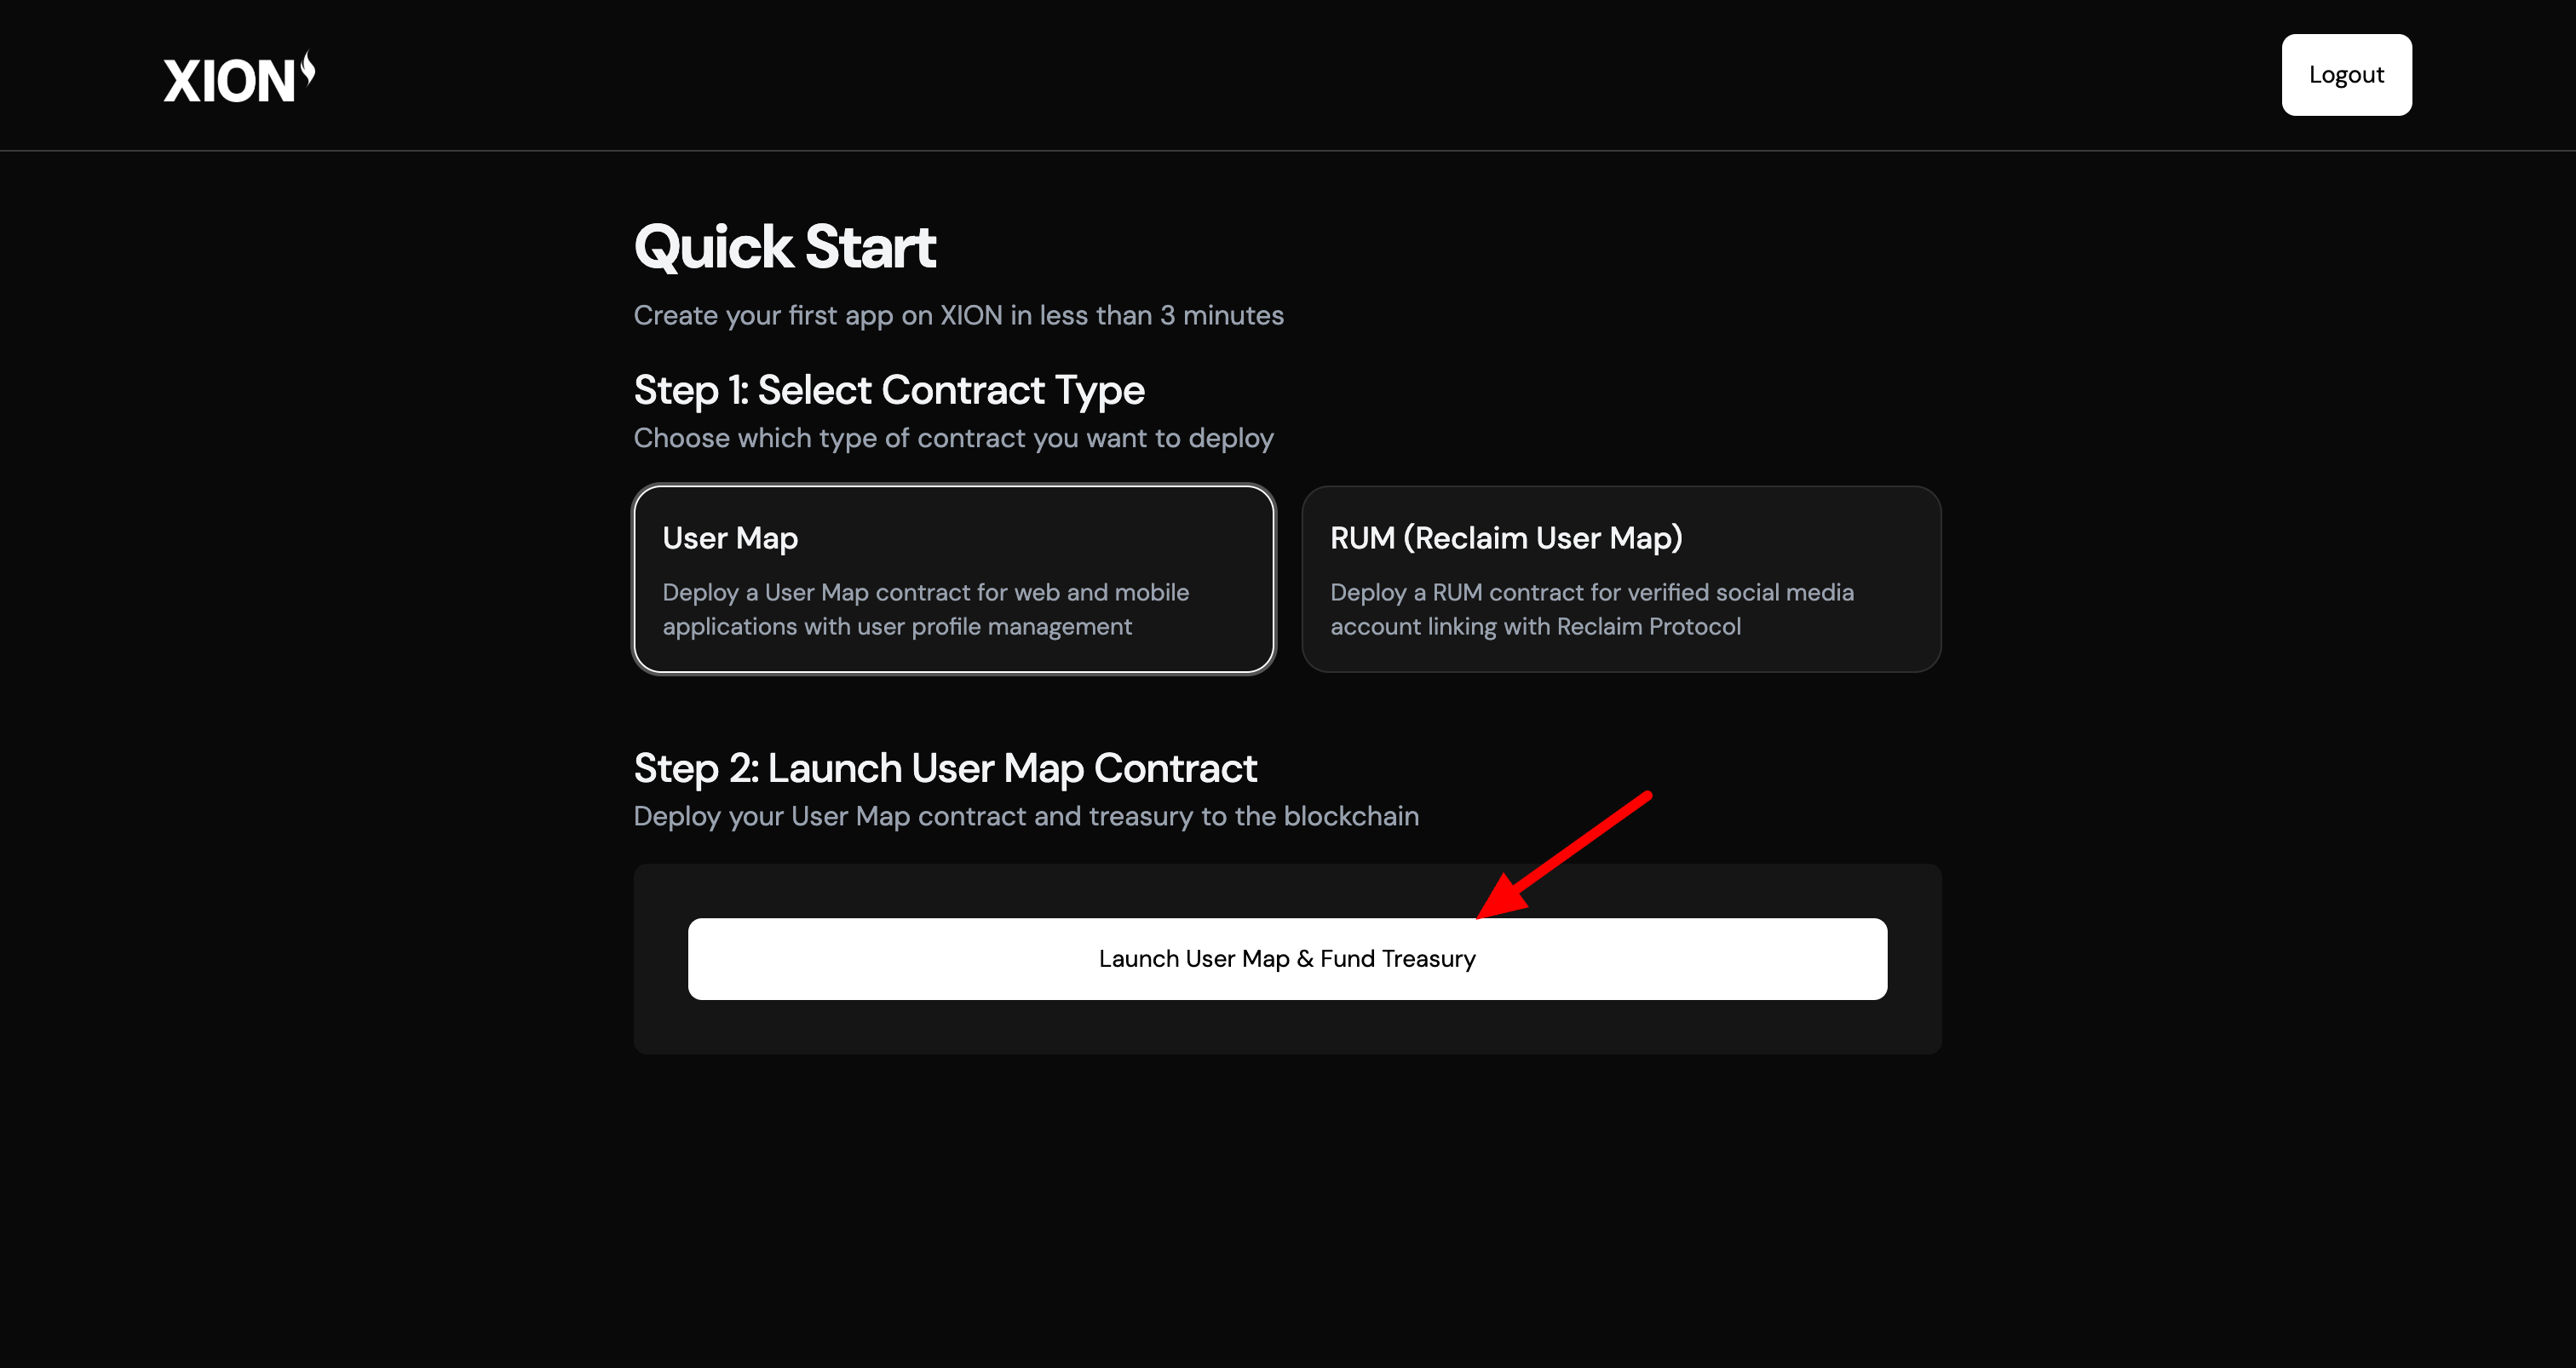 XION
Logout
Quick Start
Create your first app on XION in less than 3 minutes
Step 1: Select Contract Type
Choose which type of contract you want to deploy
User Map
Deploy a User Map contract for web and mobile
applications with user profile management
RUM (Reclaim User Map)
Deploy a RUM contract for verified social media
account linking with Reclaim Protocol
Step 2: Launch User Map Contract
Deploy your User Map contract and treasury to the blockchain
Launch User Map & Fund Treasury